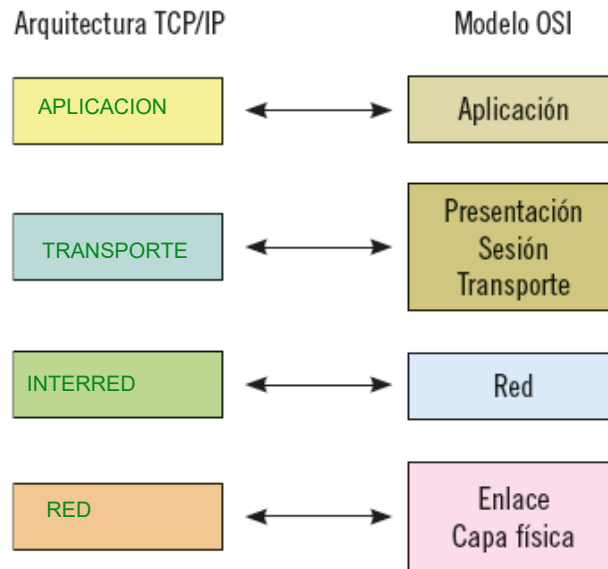 Arquitectura TCP/IP
Modelo OSI
APLICACION
Aplicación
TRANSPORTE
Presentación
Sesión
Transporte
INTERRED
Red
RED
Enlace
Capa física